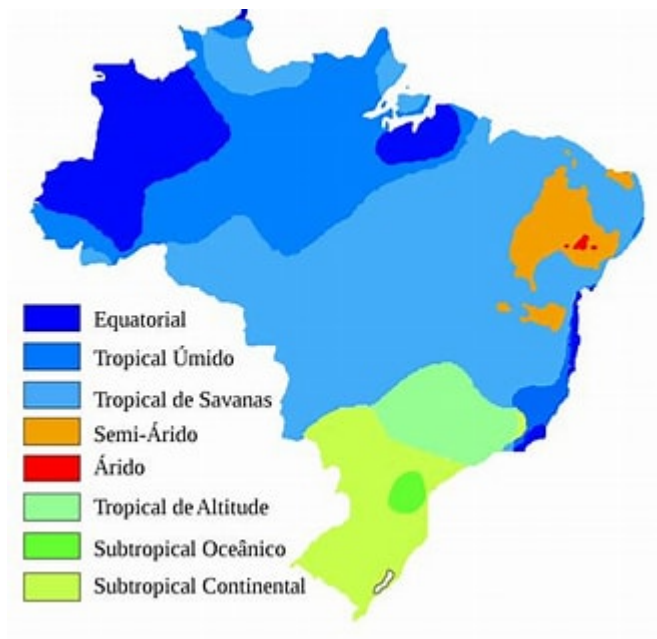 Equatorial
Tropical Úmido
Tropical de Savanas
Semi-Árido
Árido
Tropical de Altitude
Subtropical Oceânico
Subtropical Continental